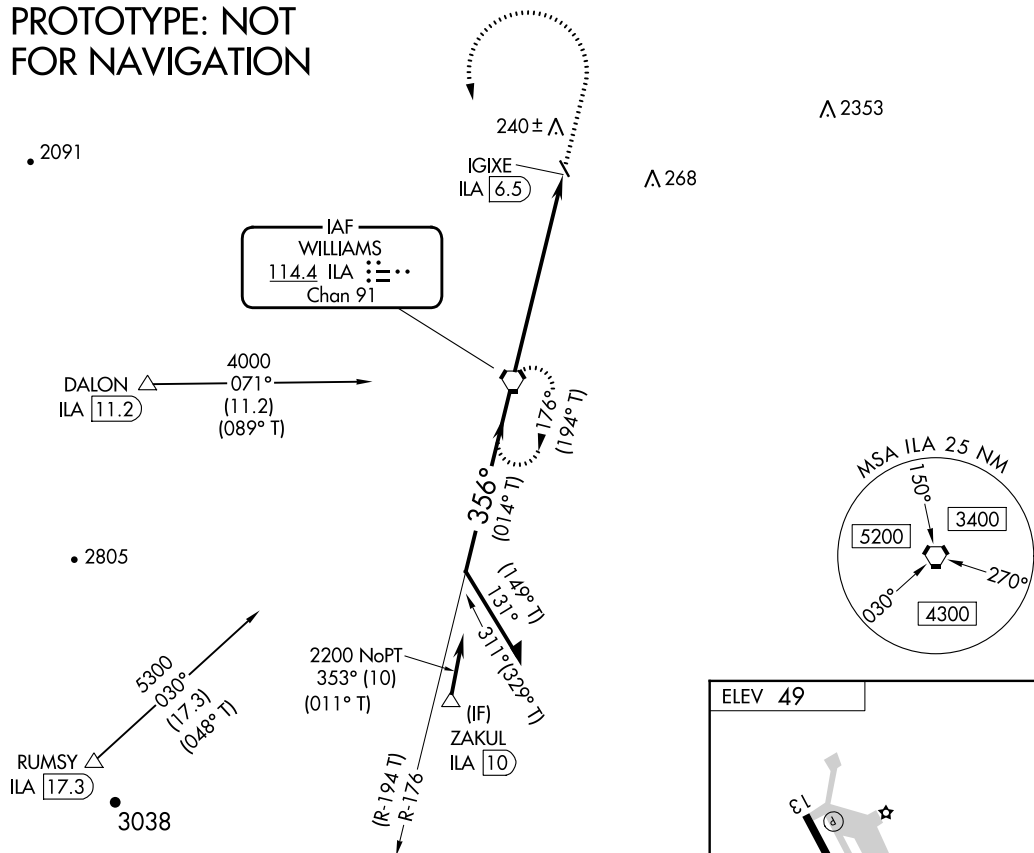 PROTOTYPE: NOT
FOR NAVIGATION
2353
240±
2091
IGIXE
ILA 6.5
268
IAF
WILLIAMS
114.4 ILA
Chan 91
4000
071°
(11.2)
(089° T)
DALON
ILA 11.2
176°
(194° T)
356°
(014° T)
MSA ILA 25 NM
150°
3400
5200
270°
030°
4300
2805
(149° T)
131°
311°(329° T)
2200 NoPT
353° (10)
(011° T)
5300
030°
(17.3)
(048° T)
(IF)
ZAKUL
ILA 10
RUMSY
ILA 17.3
3038
(R-194 T)
R-176
ELEV 49
13
P